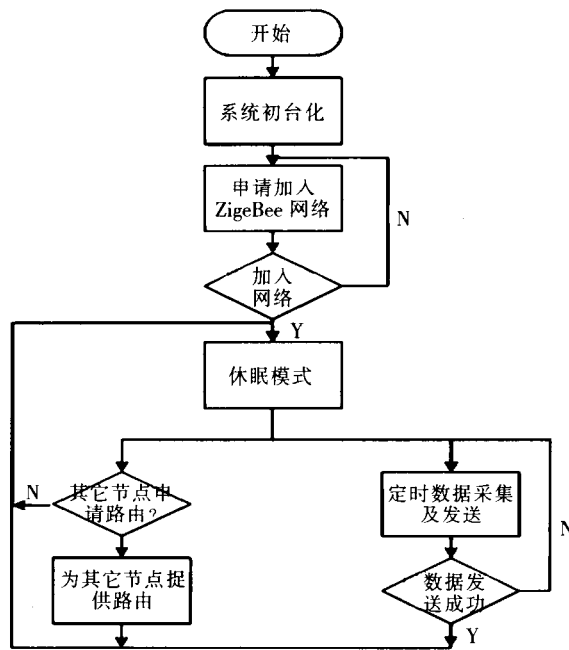 开始
系统初台化
申请加入
ZigeBee 网络
N
加入
网络
Y
休眠模式
其它节点申
请路由?
N
定时数据采集
及发送
N
为其它节点捉
供路由
数据发
送成功
Y